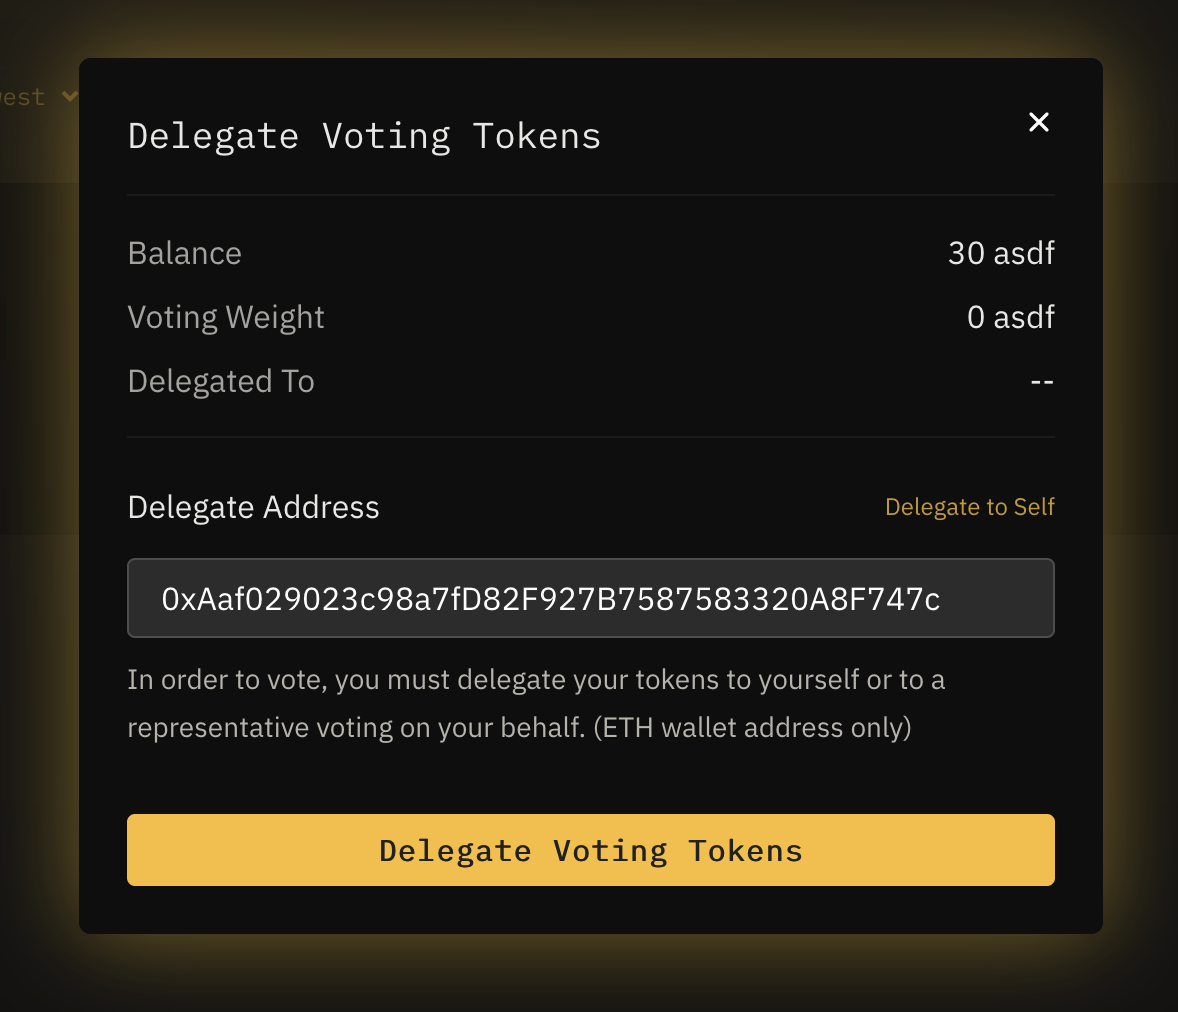 Delegate Voting Tokens
Balance 30 asdf
Voting Weight 0 asdf
Delegated To --
Delegate Address Delegate to Self
0xAaf029023c98a7fD82F927B7587583320A8F747c
In order to vote, you must delegate your tokens to yourself or to a
representative voting on your behalf. (ETH wallet address only)
Delegate Voting Tokens